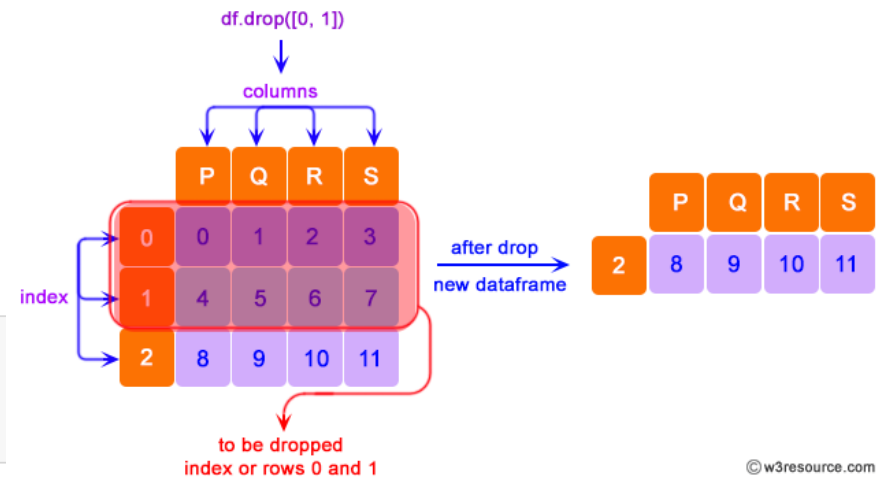 df.drop([0, 1])
columns
P Q R S
0 0 1 2 3
index
1 4 5 6 7
2 8 9 10 11
to be dropped
index or rows 0 and 1
after drop
new dataframe
P Q R S
2 8 9 10 11
©w3resource.com